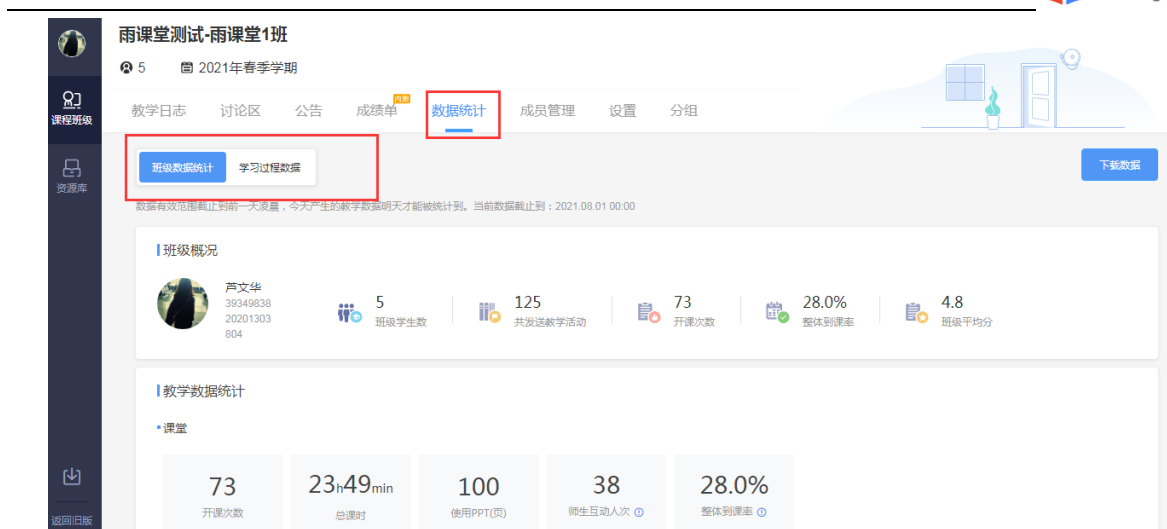 雨课堂测试-雨课堂1班
5 2021年春季学期
课程班级
资源库
返回旧版
教学日志 讨论区 公告 成绩单 内测 数据统计 成员管理 设置 分组
班级数据统计 学习过程数据 下载数据
数据有效范围截止到前一天凌晨，今天产生的教学数据明天才能被统计到。当前数据截止到：2021.08.01 00:00
班级概况
芦文华
39349838
20201303
804
5
班级学生数
125
共发送教学活动
73
开课次数
28.0%
整体到课率
4.8
班级平均分
教学数据统计
课堂
73
开课次数
23h49min
总课时
100
使用PPT(页)
38
师生互动人次
28.0%
整体到课率